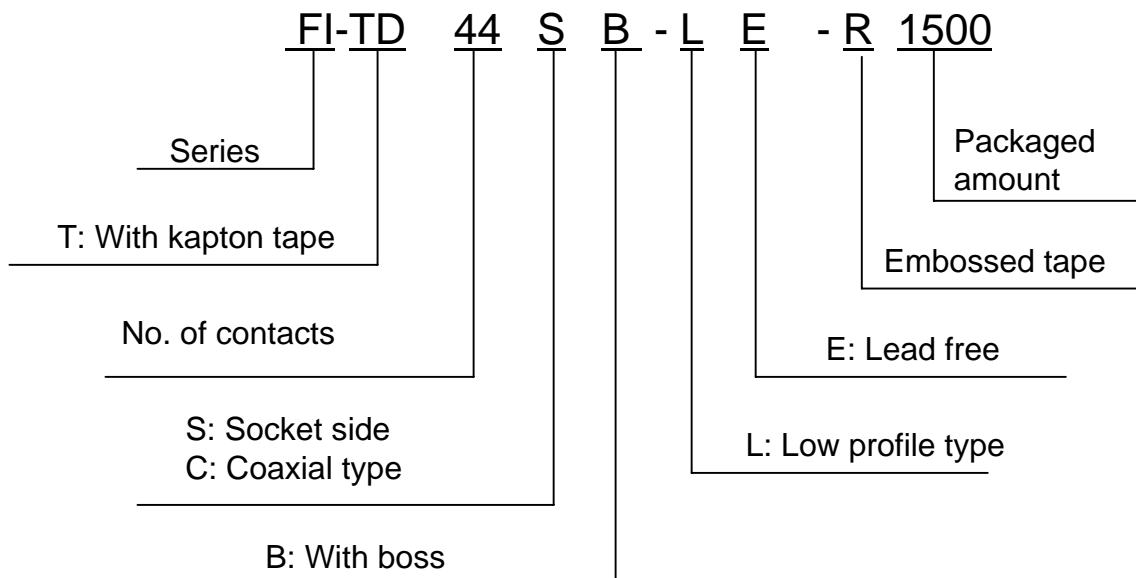 FI-TD 44 S B - L E - R 1500
Series
Packaged
amount
T: With kapton tape
Embossed tape
No. of contacts
E: Lead free
S: Socket side
C: Coaxial type
L: Low profile type
B: With boss